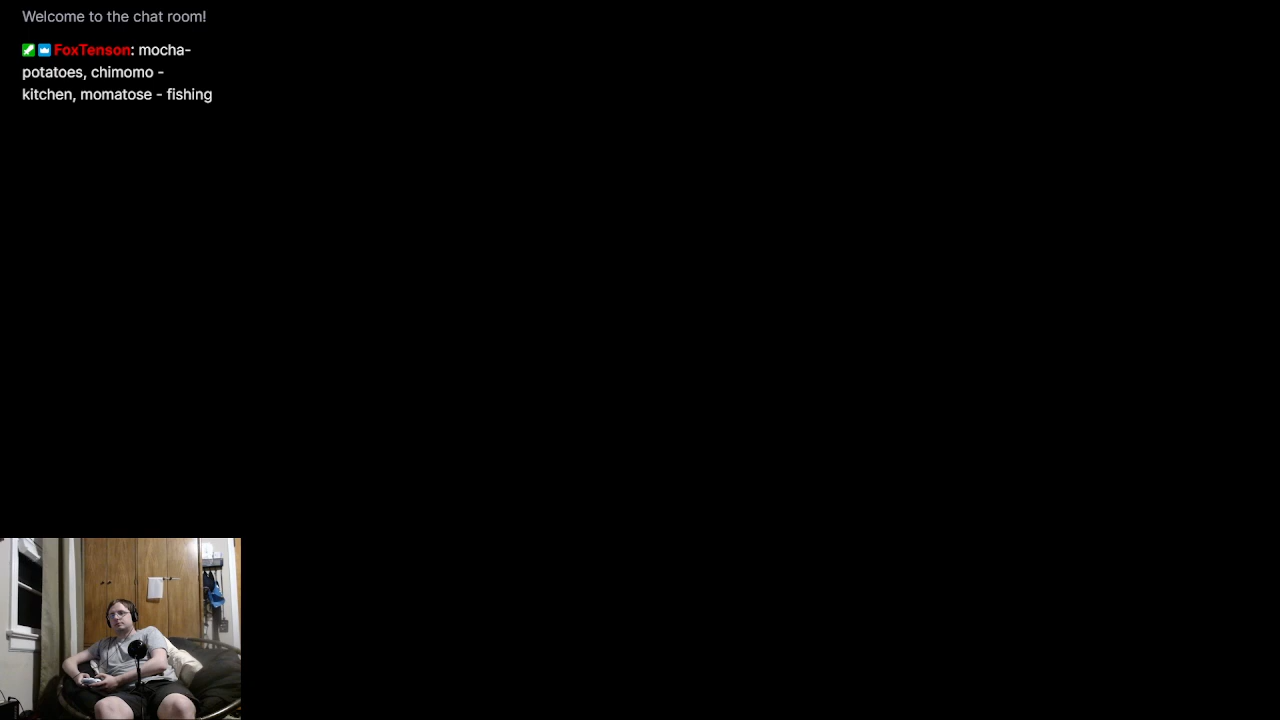 Welcome to the chat room!
FoxTenson: mocha-
potatoes, chimomo -
kitchen, momatose - fishing